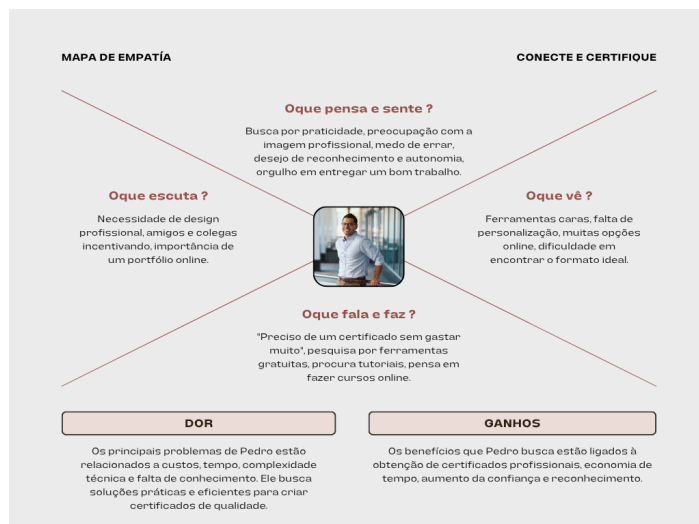 MAPA DE EMPATÍA
CONECTE E CERTIFIQUE
Oque pensa e sente ?
Busca por praticidade, preocupação com a
imagem profissional, medo de errar,
desejo de reconhecimento e autonomia,
orgulho em entregar um bom trabalho.
Oque escuta ?
Necessidade de design
profissional, amigos e colegas
incentivando, importância de
um portfólio online.
Oque vê ?
Ferramentas caras, falta de
personalização, muitas opções
online, dificuldade em
encontrar o formato ideal.
Oque fala e faz ?
"Preciso de um certificado sem gastar
muito", pesquisa por ferramentas
gratuitas, procura tutoriais, pensa em
fazer cursos online.
DOR
Os principais problemas de Pedro estão
relacionados a custos, tempo, complexidade
técnica e falta de conhecimento. Ele busca
soluções práticas e eficientes para criar
certificados de qualidade.
GANHOS
Os benefícios que Pedro busca estão ligados à
obtenção de certificados profissionais, economia de
tempo, aumento da confiança e reconhecimento.